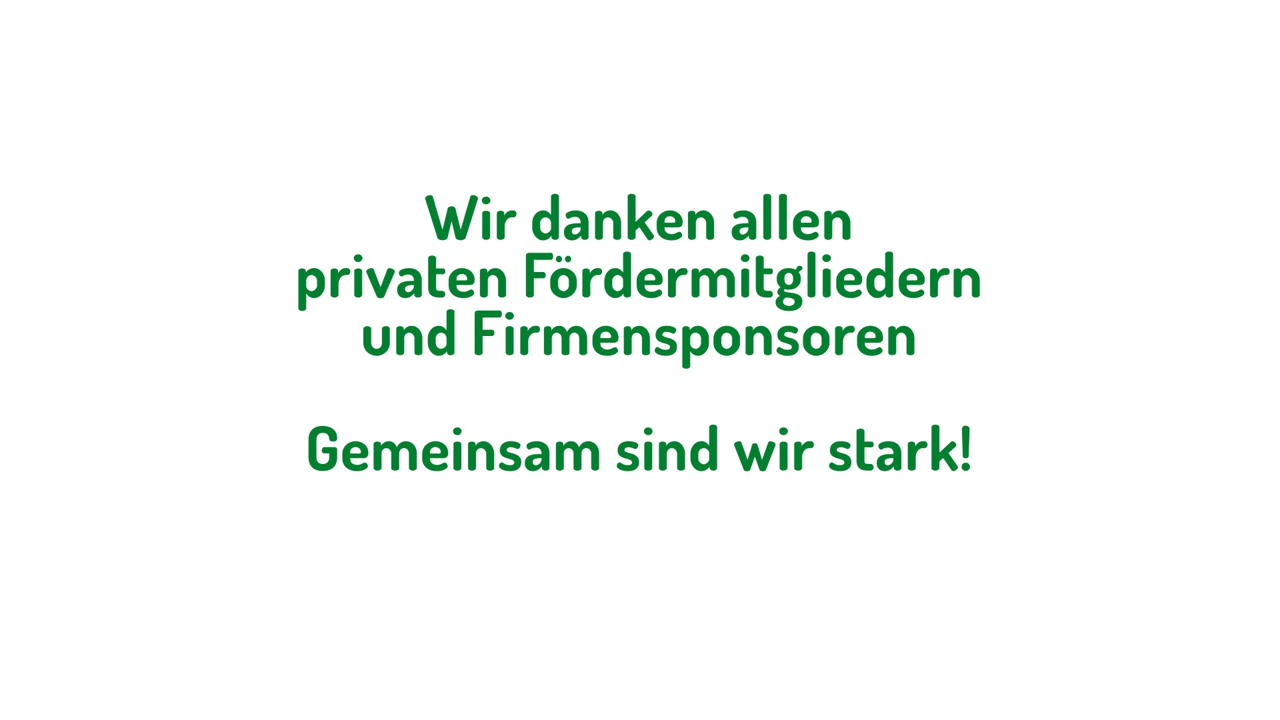 Wir danken allen
privaten Fördermitgliedern
und Firmensponsoren
Gemeinsam sind wir stark!